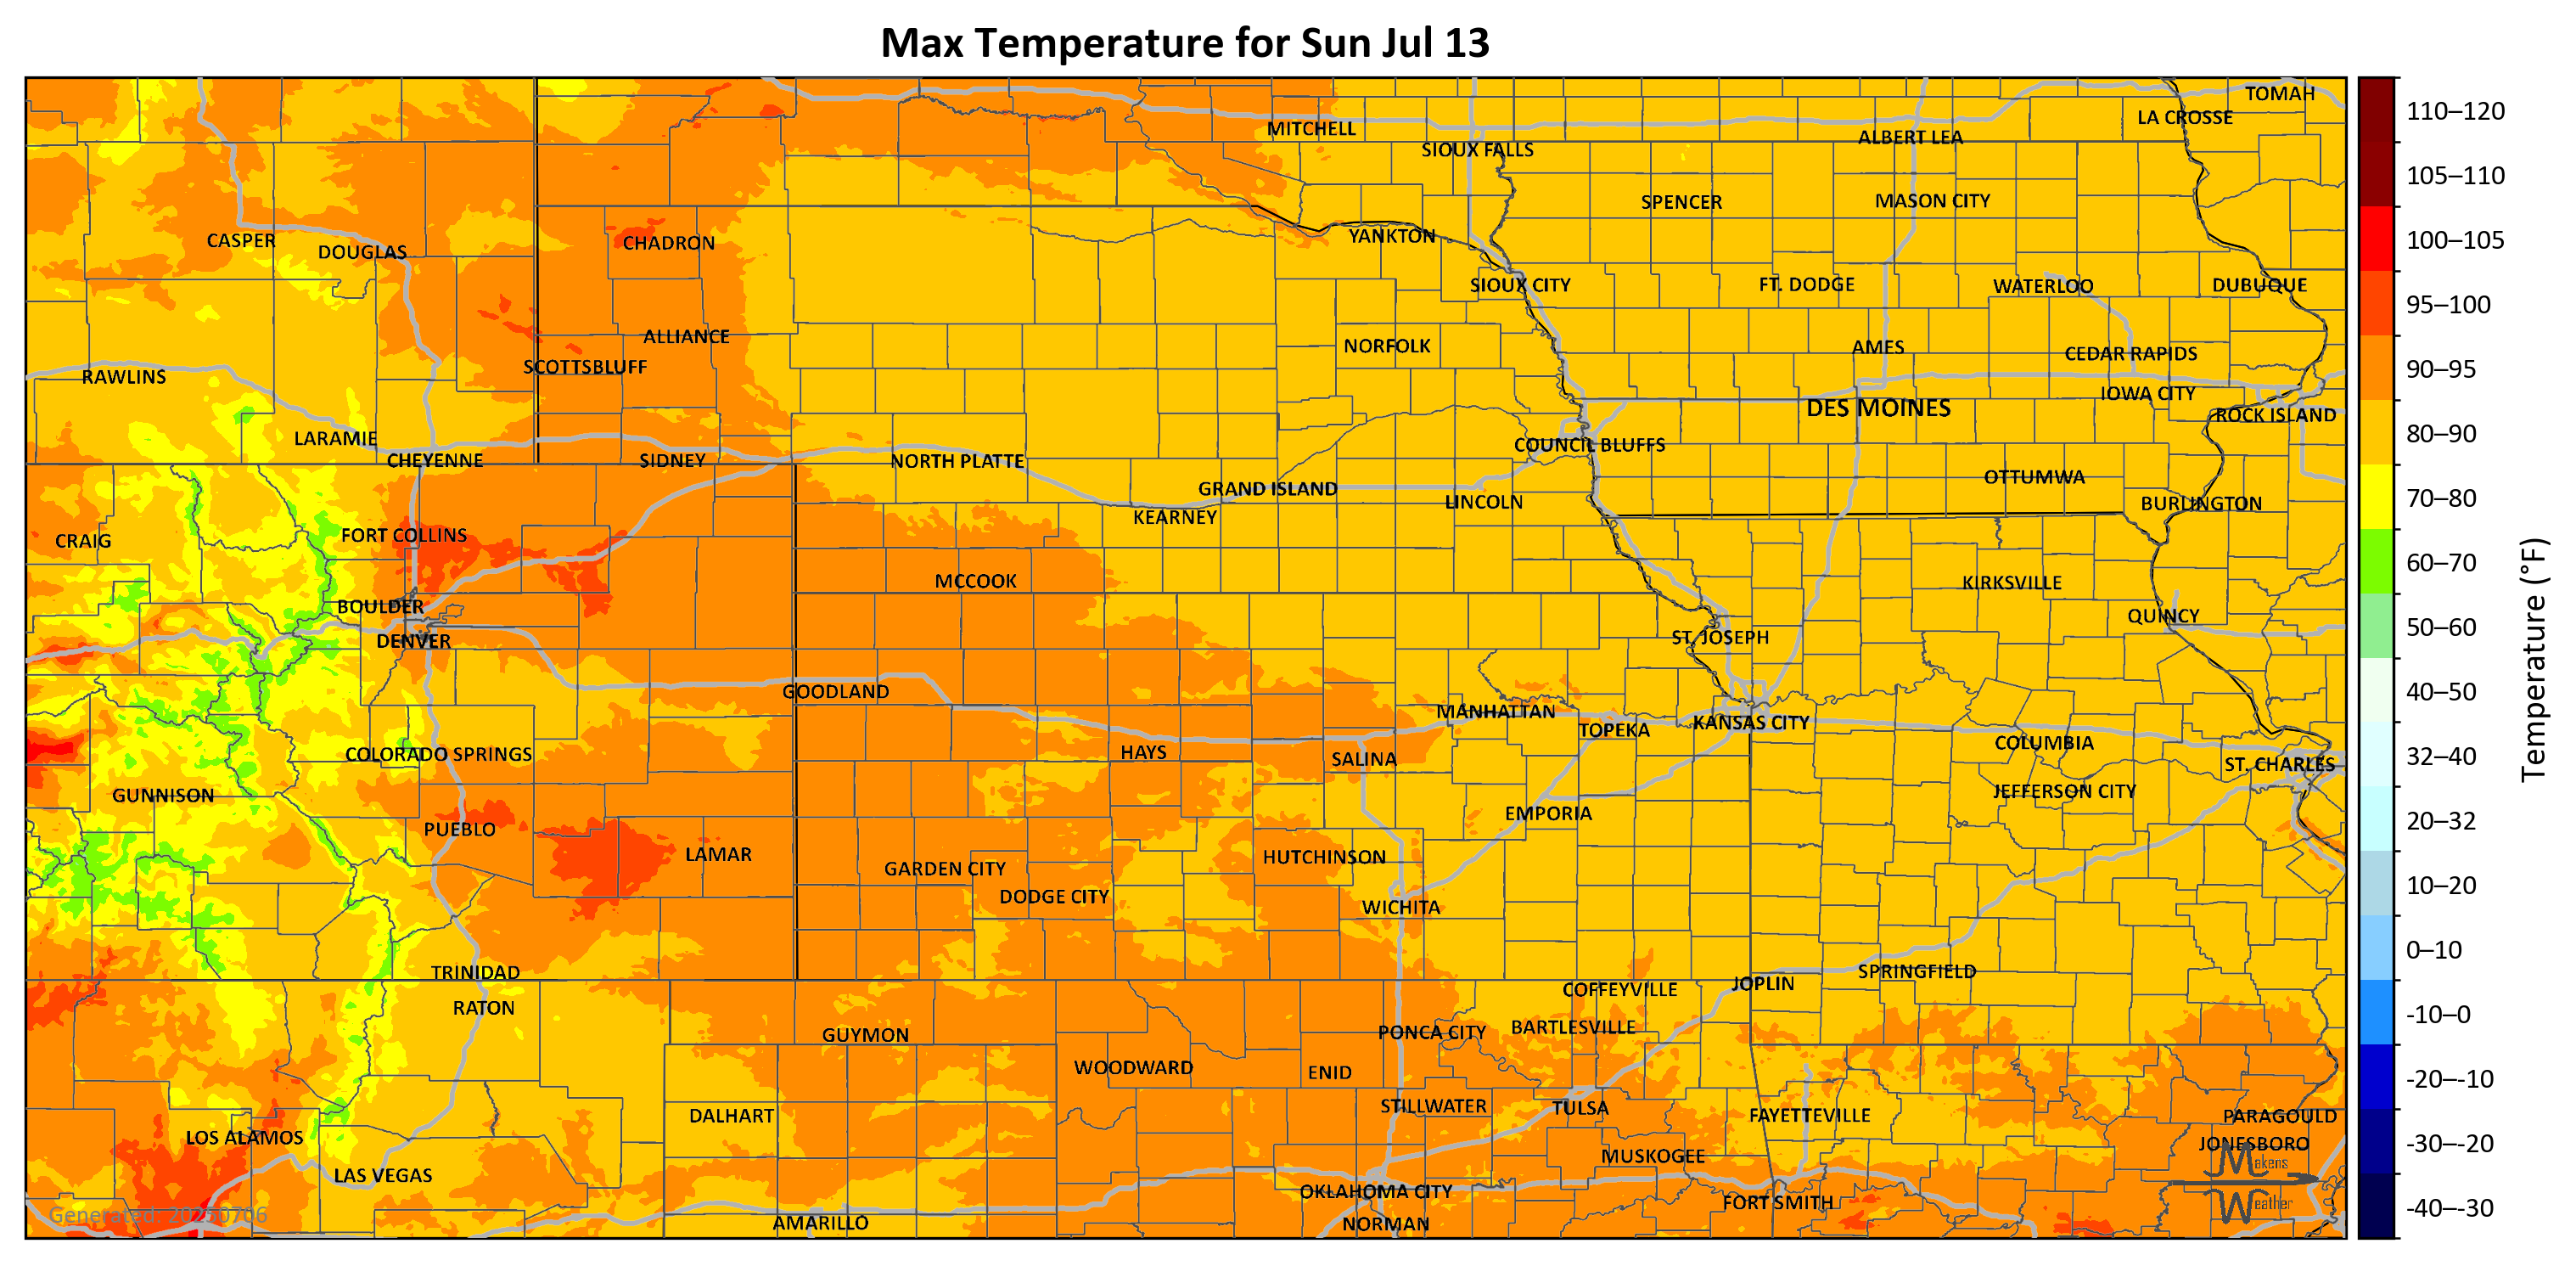 Max Temperature for Sun Jul 13
TOMAH
LA CROSSE
MITCHELL
ALBERT LEA
SIOUX FALLS
SPENCER
MASON CITY
CASPER
DOUGLAS
CHADRON
YANKTON
SIOUX CITY
FT. DODGE
WATERLOO
DUBUQUE
ALLIANCE
NORFOLK
AMES
CEDAR RAPIDS
SCOTTSBLUFF
RAWLINS
IOWA CITY
DES MOINES
ROCK ISLAND
LARAMIE
COUNCIL BLUFFS
CHEYENNE
SIDNEY
NORTH PLATTE
OTTUMWA
GRAND ISLAND
LINCOLN
BURLINGTON
KEARNEY
FORT COLLINS
CRAIG
MCCOOK
KIRKSVILLE
BOULDER
QUINCY
DENVER
ST. JOSEPH
GOODLAND
MANHATTAN
KANSAS CITY
TOPEKA
COLUMBIA
COLORADO SPRINGS
HAYS
SALINA
ST. CHARLES
GUNNISON
JEFFERSON CITY
EMPORIA
PUEBLO
LAMAR
HUTCHINSON
GARDEN CITY
DODGE CITY
WICHITA
TRINIDAD
SPRINGFIELD
JOPLIN
COFFEYVILLE
RATON
BARTLESVILLE
PONCA CITY
GUYMON
WOODWARD
ENID
STILLWATER
TULSA
DALHART
FAYETTEVILLE
PARAGOULD
LOS ALAMOS
JONESBORO
MUSKOGEE
LAS VEGAS
OKLAHOMA CITY
FORT SMITH
AMARILLO
NORMAN
Generated: 20250706
Makens
Weather
110–120
105–110
100–105
95–100
90–95
80–90
70–80
60–70
50–60
40–50
32–40
20–32
10–20
0–10
-10–0
-20–-10
-30–-20
-40–-30
Temperature (°F)